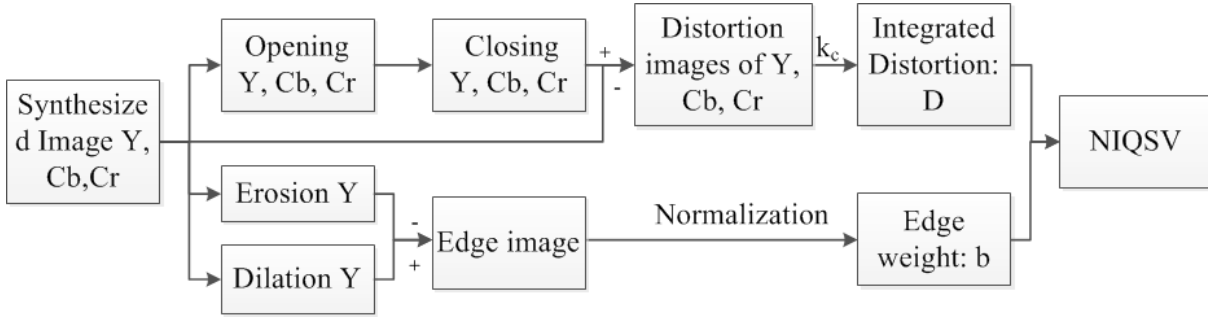 Synthesize
d Image Y,
Cb,Cr
Opening
Y, Cb, Cr
Closing
Y, Cb, Cr
+
-
Distortion
images of Y,
Cb, Cr
k_c
Integrated
Distortion:
D
NIQSV
Erosion Y
Dilation Y
-
+
Edge image
Normalization
Edge
weight: b